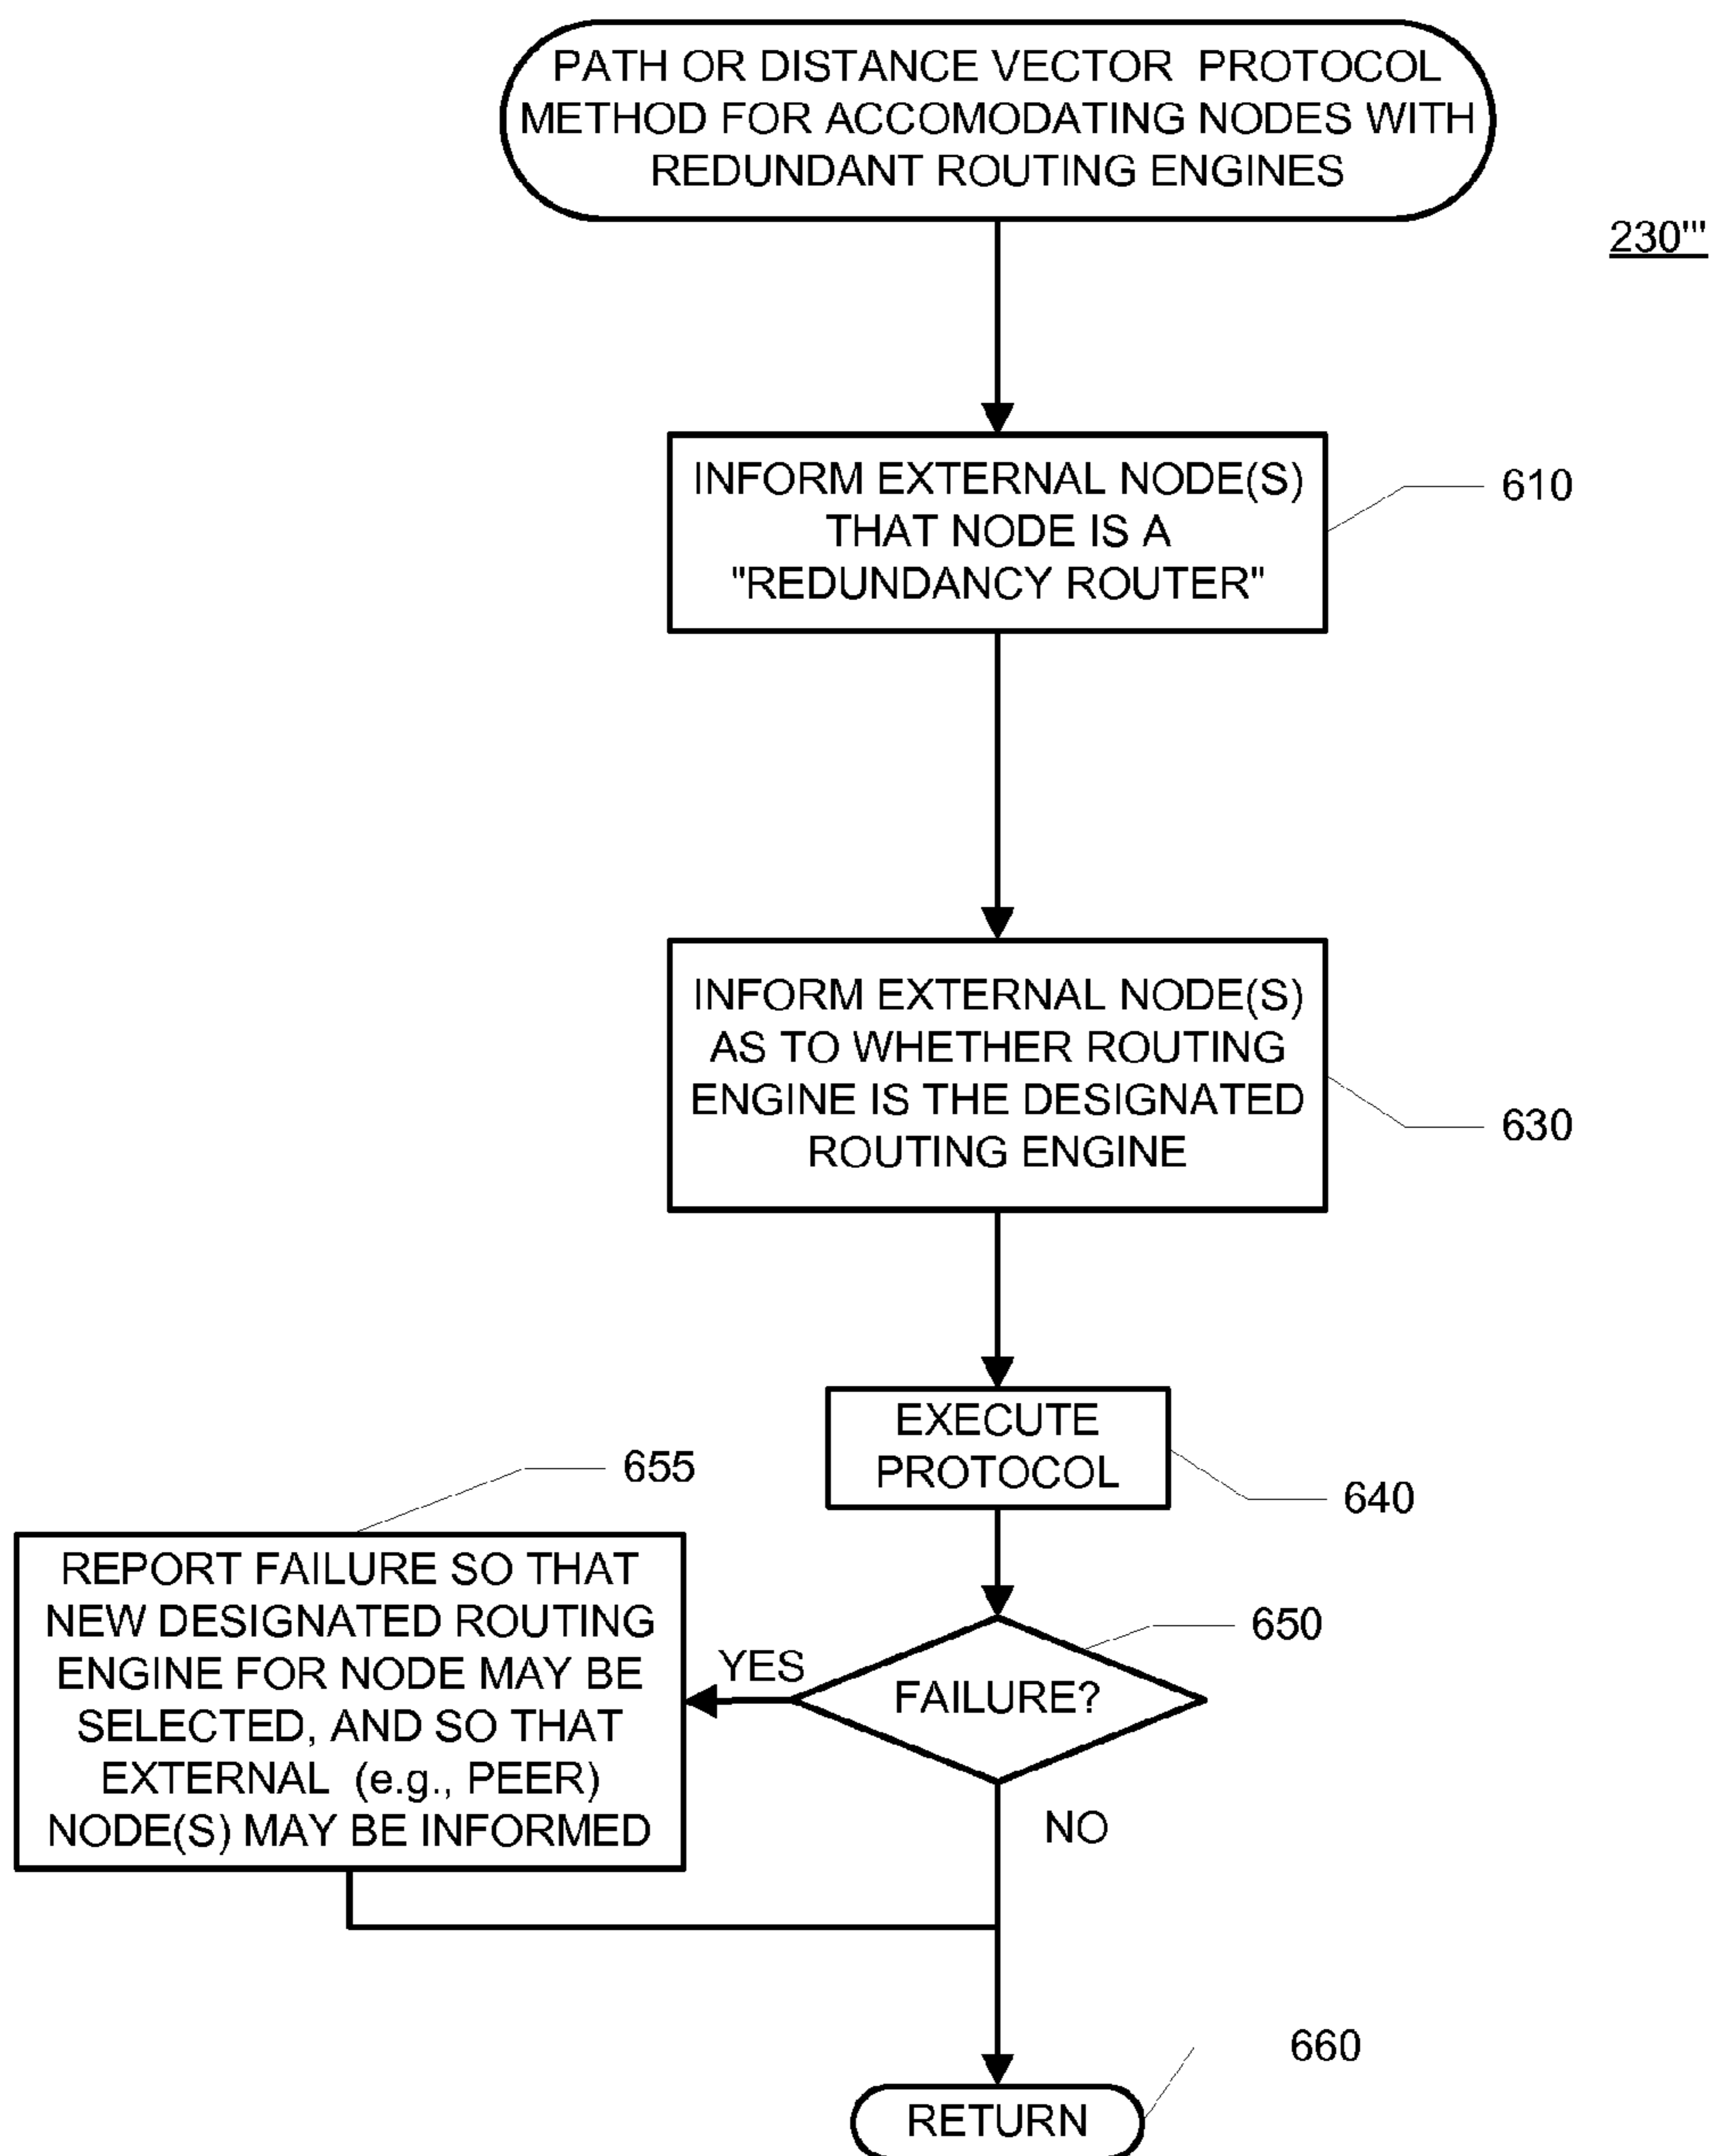 PATH OR DISTANCE VECTOR PROTOCOL
METHOD FOR ACCOMODATING NODES WITH
REDUNDANT ROUTING ENGINES
230'''
INFORM EXTERNAL NODE(S)
THAT NODE IS A
"REDUNDANCY ROUTER"
610
INFORM EXTERNAL NODE(S)
AS TO WHETHER ROUTING
ENGINE IS THE DESIGNATED
ROUTING ENGINE
630
EXECUTE
PROTOCOL
640
655
REPORT FAILURE SO THAT
NEW DESIGNATED ROUTING
ENGINE FOR NODE MAY BE
SELECTED, AND SO THAT
EXTERNAL (e.g., PEER)
NODE(S) MAY BE INFORMED
YES
FAILURE?
650
NO
660
RETURN